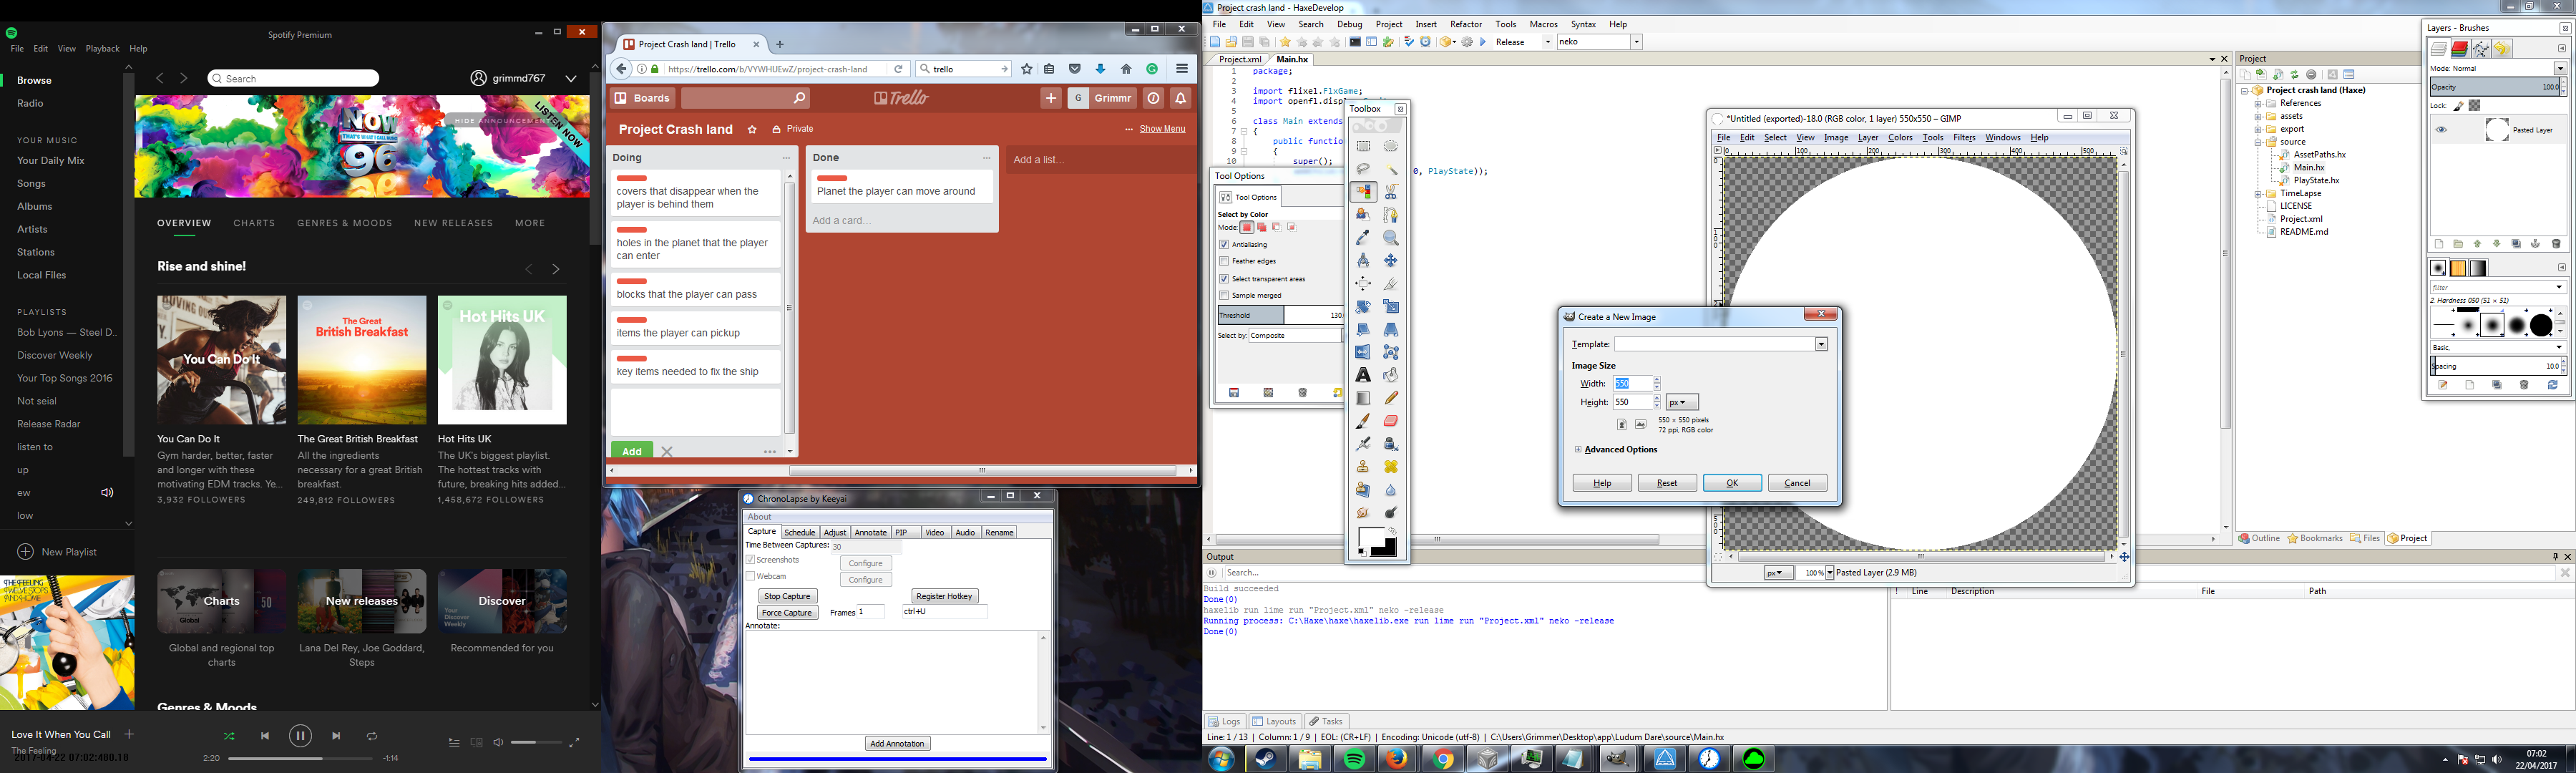 Spotify Premium
File Edit View Playback Help
Browse
Radio
YOUR MUSIC
Your Daily Mix
Songs
Albums
Artists
Stations
Local Files
PLAYLISTS
Bob Lyons — Steel D..
Discover Weekly
Your Top Songs 2016
Not seial
Release Radar
listen to
up
ew
low
New Playlist
Search
grimmd767
NOW
THAT'S WHAT I CALL MUSIC
96
HIDE ANNOUNCEMENTS
LISTEN NOW
OVERVIEW CHARTS GENRES & MOODS NEW RELEASES MORE
Rise and shine!
You Can Do It
The Great
British Breakfast
Hot Hits UK
You Can Do It
Gym harder, better, faster
and longer with these
motivating EDM tracks. Ye...
3,932 FOLLOWERS
The Great British Breakfast
All the ingredients
necessary for a great British
breakfast.
249,812 FOLLOWERS
Hot Hits UK
The UK's biggest playlist.
The hottest tracks with
future, breaking hits added...
1,458,672 FOLLOWERS
Charts
New releases
Discover
Global and regional top
charts
Lana Del Rey, Joe Goddard,
Steps
Recommended for you
Genres & Moods
Love It When You Call
The Feeling
2:20
-1:14
Project Crash land | Trello
https://trello.com/b/VYWHUEwZ/project-crash-land
trello
Boards
Trello
G Grimmr
Project Crash land
Private
... Show Menu
Doing
covers that disappear when the
player is behind them
holes in the planet that the player
can enter
blocks that the player can pass
items the player can pickup
key items needed to fix the ship
Add
Done
Planet the player can move around
Add a card...
Add a list...
ChronoLapse by Keeyai
About
Capture Schedule Adjust Annotate PIP Video Audio Rename
Time Between Captures: 30
Screenshots Configure
Webcam Configure
Stop Capture Register Hotkey
Force Capture Frames 1 ctrl+U
Annotate:
Add Annotation
Project crash land - HaxeDevelop
File Edit View Search Debug Project Insert Refactor Tools Macros Syntax Help
Release neko
Project.xml Main.hx
1 package;
2
3 import flixel.FlxGame;
4 import openfl.displ
5
6 class Main extends
7 {
8 public functio
9 {
10 super();
0, PlayState));
Toolbox
Tool Options
Tool Options
Select by Color
Mode:
Antialiasing
Feather edges
Select transparent areas
Sample merged
Threshold 130.
Select by: Composite
*Untitled (exported)-18.0 (RGB color, 1 layer) 550x550 – GIMP
File Edit Select View Image Layer Colors Tools Filters Windows Help
0 100 200 300 400 500
px 100 % Pasted Layer (2.9 MB)
Create a New Image
Template:
Image Size
Width: 550
Height: 550 px
550 × 550 pixels
72 ppi, RGB color
Advanced Options
Help Reset OK Cancel
Project
Project crash land (Haxe)
References
assets
export
source
AssetPaths.hx
Main.hx
PlayState.hx
TimeLapse
LICENSE
Project.xml
README.md
Outline Bookmarks Files Project
Layers - Brushes
Mode: Normal
Opacity 100.0
Lock:
Pasted Layer
filter
2. Hardness 050 (51 × 51)
Basic,
Spacing 10.0
Output
Search...
Build succeeded
Done(0)
haxelib run lime run "Project.xml" neko -release
Running process: C:\Haxe\haxe\haxelib.exe run lime run "Project.xml" neko -release
Done(0)
! Line Description File Path
Logs Layouts Tasks
Line: 1 / 13 | Column: 1 / 9 | EOL: (CR+LF) | Encoding: Unicode (utf-8) | C:\Users\Grimmer\Desktop\app\Ludum Dare\source\Main.hx
07:02
22/04/2017